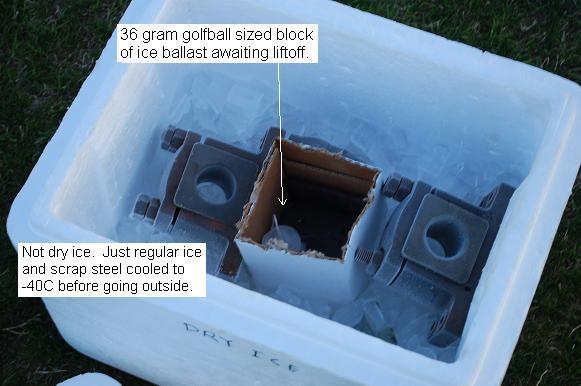 36 gram golfball sized block
of ice ballast awaiting liftoff.
Not dry ice.  Just regular ice
and scrap steel cooled to
-40C before going outside.
DRY ICE